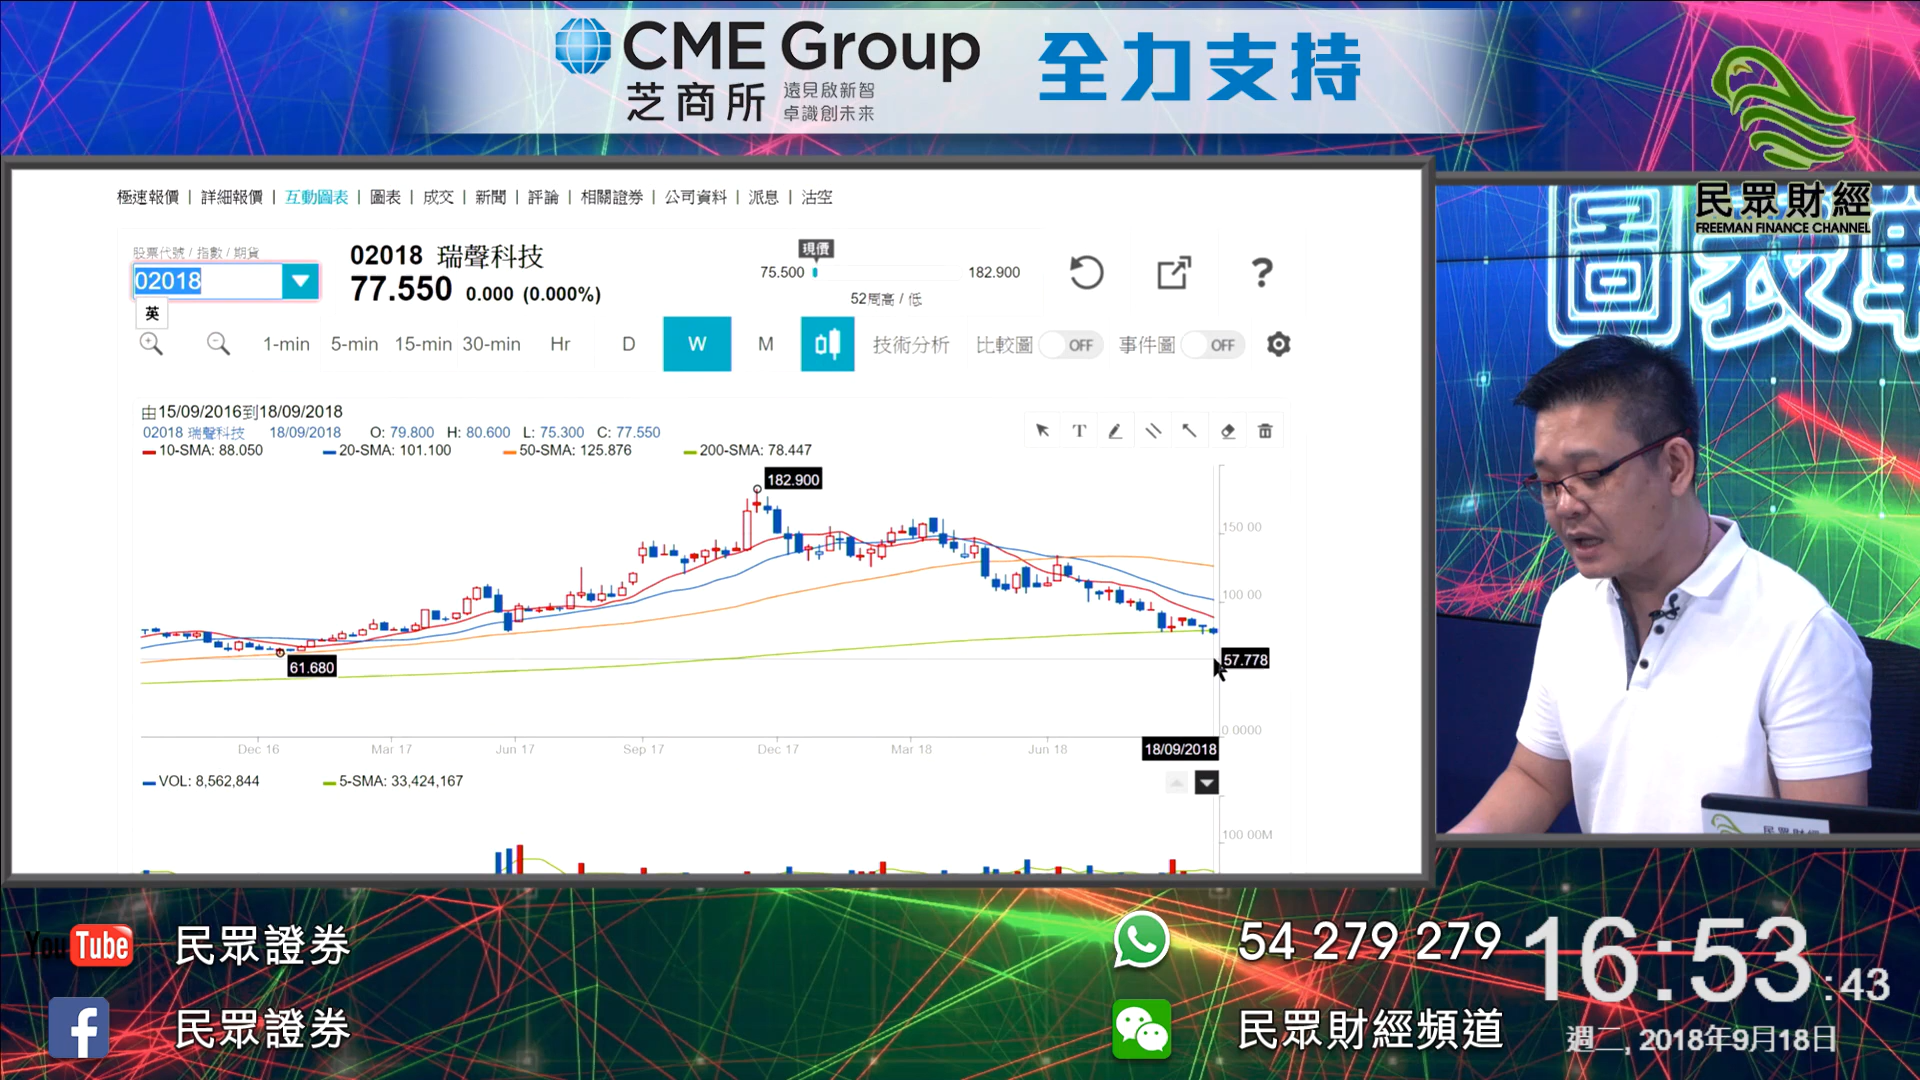 CME Group
芝商所
遠見啟新智
卓識創未來
全力支持
民眾財經
FREEMAN FINANCE CHANNEL
極速報價 | 詳細報價 | 互動圖表 | 圖表 | 成交 | 新聞 | 評論 | 相關證券 | 公司資料 | 派息 | 沽空
股票代號 / 指數 / 期貨
02018
英
02018 瑞聲科技
77.550 0.000 (0.000%)
現價
75.500
182.900
52周高 / 低
?
1-min 5-min 15-min 30-min Hr D W M 技術分析 比較圖 OFF 事件圖 OFF
由15/09/2016到18/09/2018
02018 瑞聲科技 18/09/2018 O: 79.800 H: 80.600 L: 75.300 C: 77.550
10-SMA: 88.050 20-SMA: 101.100 50-SMA: 125.876 200-SMA: 78.447
T
182.900
150 00
100 00
57.778
61.680
0 0000
Dec 16 Mar 17 Jun 17 Sep 17 Dec 17 Mar 18 Jun 18 18/09/2018
VOL: 8,562,844 5-SMA: 33,424,167
100 00M
圖表
YouTube 民眾證券
民眾證券
54 279 279
民眾財經頻道
16:53:43
週二, 2018年9月18日